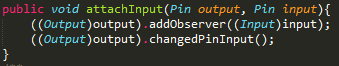 public void attachInput(Pin output, Pin input){
    ((Output)output).addObserver((Input)input);
    ((Output)output).changedPinInput();
}